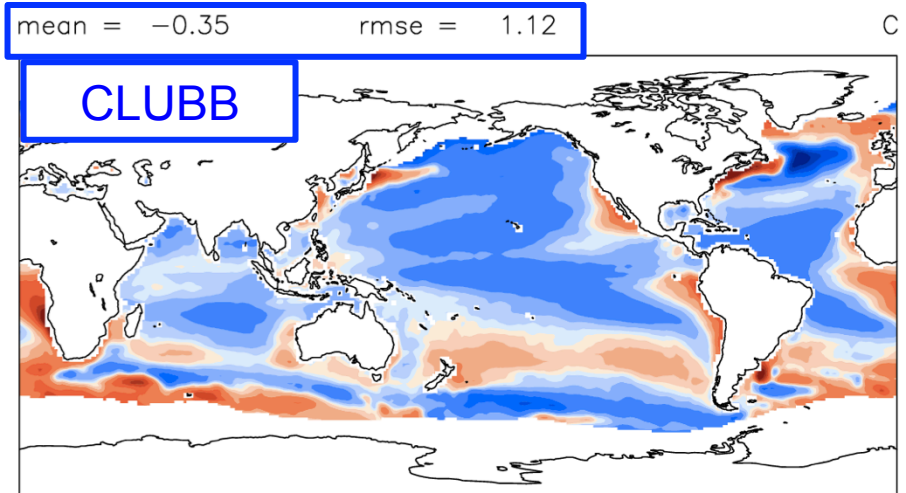 mean = −0.35 rmse = 1.12 C
CLUBB